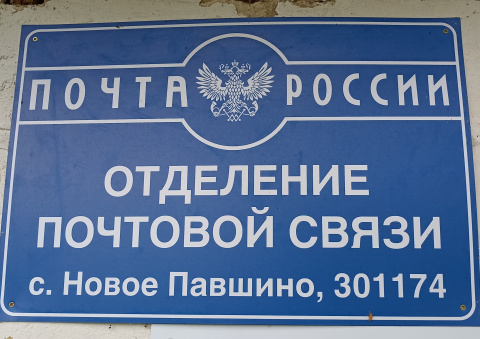 ПОЧТА РОССИИ
ОТДЕЛЕНИЕ
ПОЧТОВОЙ СВЯЗИ
с. Новое Павшино, 301174